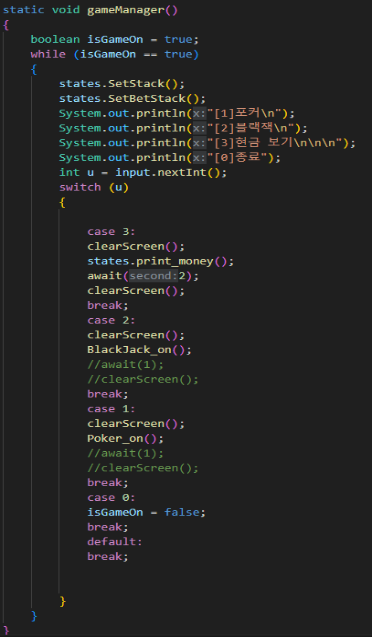 static void gameManager()
{
boolean isGameOn = true;
while (isGameOn == true)
{
states.SetStack();
states.SetBetStack();
System.out.println(x:"[1]포커\n");
System.out.println(x:"[2]블랙잭\n");
System.out.println(x:"[3]현금 보기\n\n\n");
System.out.println(x:"[0]종료");
int u = input.nextInt();
switch (u)
{
case 3:
clearScreen();
states.print_money();
await(second:2);
clearScreen();
break;
case 2:
clearScreen();
BlackJack_on();
//await(1);
//clearScreen();
break;
case 1:
clearScreen();
Poker_on();
//await(1);
//clearScreen();
break;
case 0:
isGameOn = false;
break;
default:
break;
}
}
}